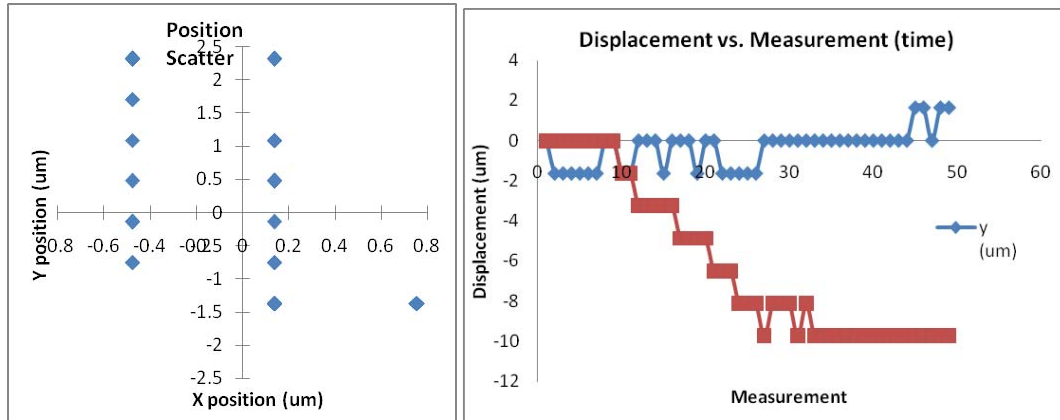 Position
Scatter
2.5
2
1.5
1
0.5
0
-0.5
-1
-1.5
-2
-2.5
-0.8 -0.6 -0.4 -0.2 0 0.2 0.4 0.6 0.8
Y position (um)
X position (um)
Displacement vs. Measurement (time)
4
2
0
-2
-4
-6
-8
-10
-12
0 10 20 30 40 50 60
Displacement (um)
y
(um)
Measurement